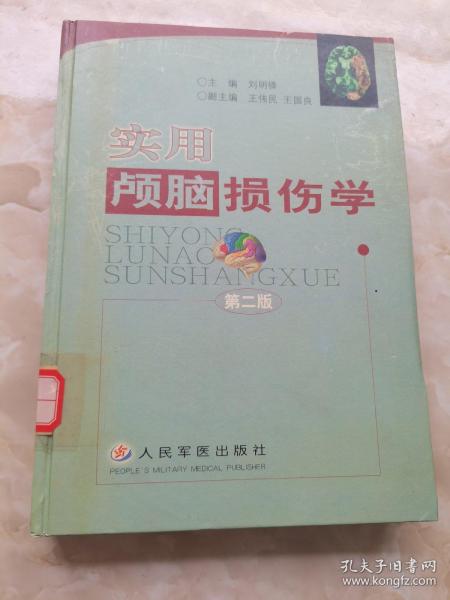 ○主 编 刘明铎
○副主编 王伟民 王国良
实用
颅脑损伤学
SHIYONG
LUNAO
SUNSHANGXUE
第二版
人民军医出版社
PEOPLE'S MILITARY MEDICAL PUBLISHER
孔夫子旧书网
www.kongfz.com